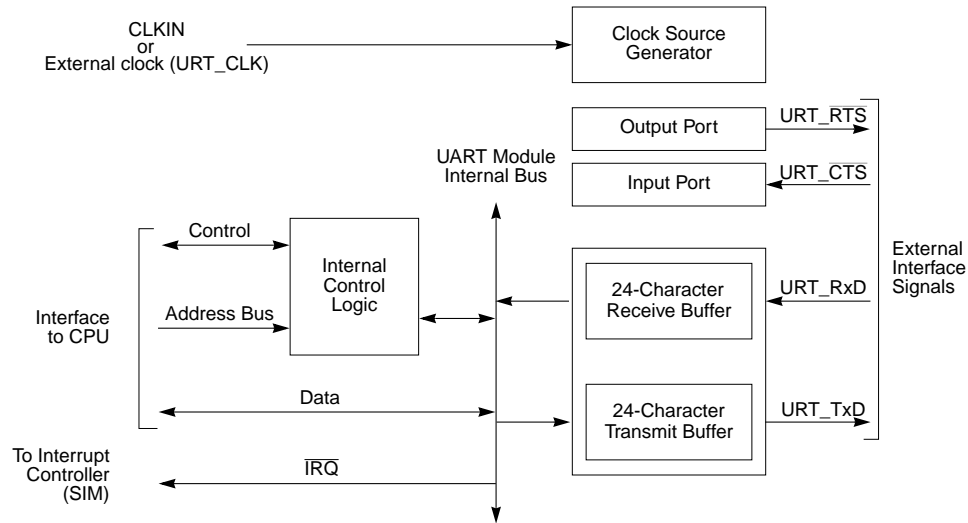 CLKIN
or
External clock (URT_CLK)
Clock Source
Generator
Output Port
URT_RTS
UART Module
Internal Bus
Input Port
URT_CTS
Control
Internal
Control
Logic
Address Bus
Interface
to CPU
24-Character
Receive Buffer
URT_RxD
External
Interface
Signals
Data
24-Character
Transmit Buffer
URT_TxD
To Interrupt
Controller
(SIM)
IRQ